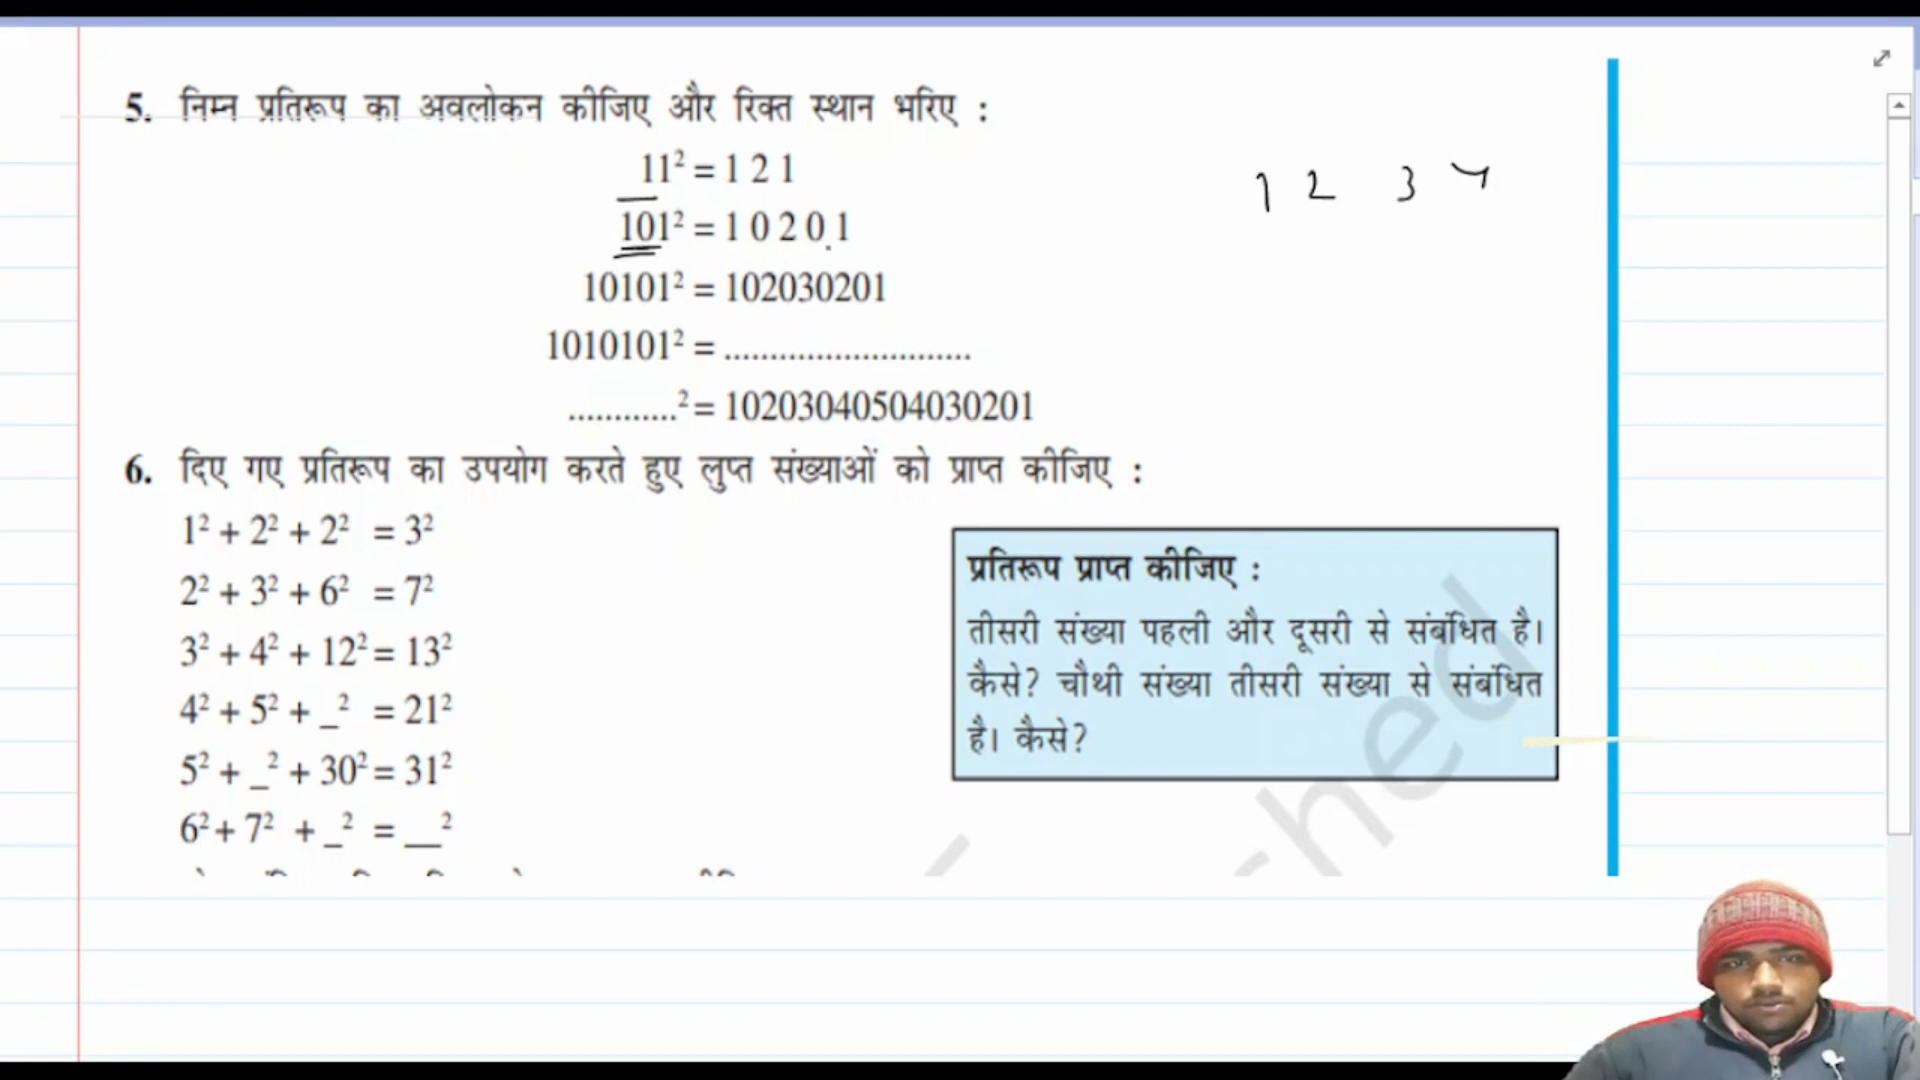 5. निम्न प्रतिरूप का अवलोकन कीजिए और रिक्त स्थान भरिए :
11² = 1 2 1
1 2 3 4
101² = 1 0 2 0 1
10101² = 102030201
1010101² = ...........................
............² = 10203040504030201
6. दिए गए प्रतिरूप का उपयोग करते हुए लुप्त संख्याओं को प्राप्त कीजिए :
1² + 2² + 2² = 3²
2² + 3² + 6² = 7²
3² + 4² + 12² = 13²
4² + 5² + _² = 21²
5² + _² + 30² = 31²
6² + 7² + _² = __²
प्रतिरूप प्राप्त कीजिए :
तीसरी संख्या पहली और दूसरी से संबंधित है।
कैसे? चौथी संख्या तीसरी संख्या से संबंधित
है। कैसे?